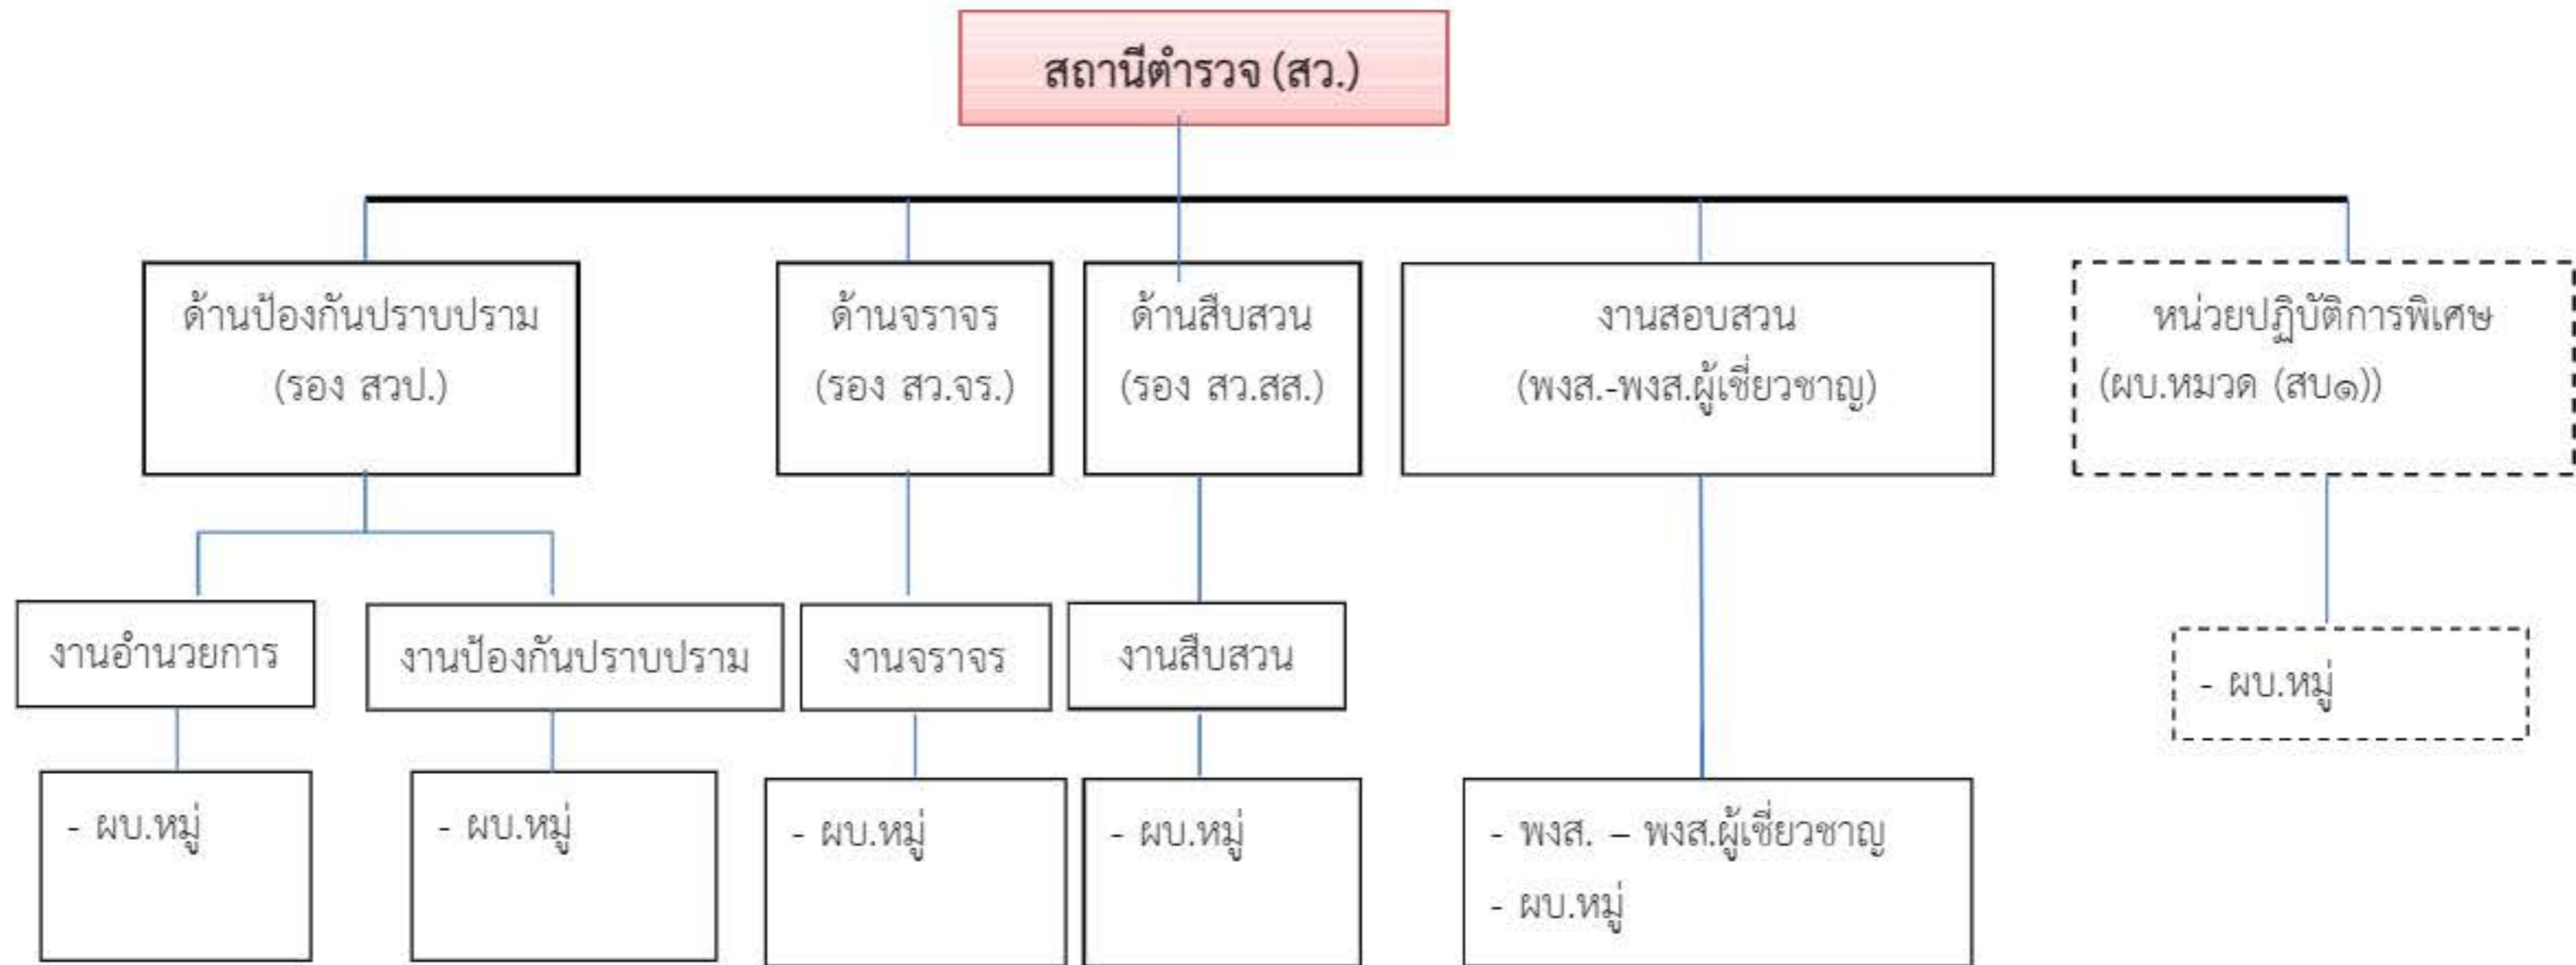 สถานีตำรวจ (สว.)
ด้านป้องกันปราบปราม
(รอง สวป.)
ด้านจราจร
(รอง สว.จร.)
ด้านสืบสวน
(รอง สว.สส.)
งานสอบสวน
(พงส.-พงส.ผู้เชี่ยวชาญ)
หน่วยปฏิบัติการพิเศษ
(ผบ.หมวด (สบ๑))
งานอำนวยการ
งานป้องกันปราบปราม
งานจราจร
งานสืบสวน
- ผบ.หมู่
- ผบ.หมู่
- ผบ.หมู่
- ผบ.หมู่
- พงส. – พงส.ผู้เชี่ยวชาญ
- ผบ.หมู่
- ผบ.หมู่